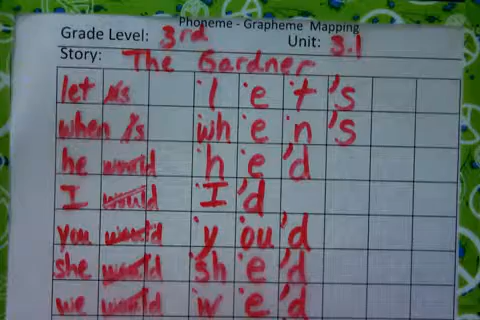 Phoneme - Grapheme Mapping
Grade Level: 3rd Unit: 3.1
Story: The Gardner
let us l e t 's
when is wh e n 's
he would h e 'd
I would I 'd
you would y ou 'd
she would sh e 'd
we would w e 'd